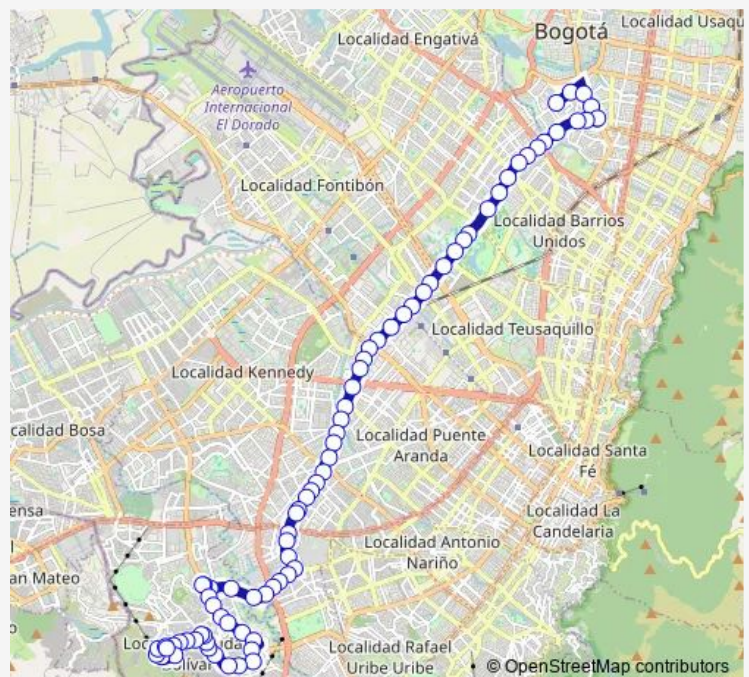 Localidad Usaqu
Bogotá
Localidad Engativá
Aeropuerto
Internacional
El Dorado
Localidad Fontibón
Localidad Barrios
Unidos
Localidad Teusaquillo
Localidad Kennedy
calidad Bosa
Localidad Puente
Aranda
Localidad Santa
Fé
ensa
Localidad La
Candelaria
Localidad Antonio
Nariño
an Mateo
Localidad Rafael
Uribe Uribe
© OpenStreetMap contributors